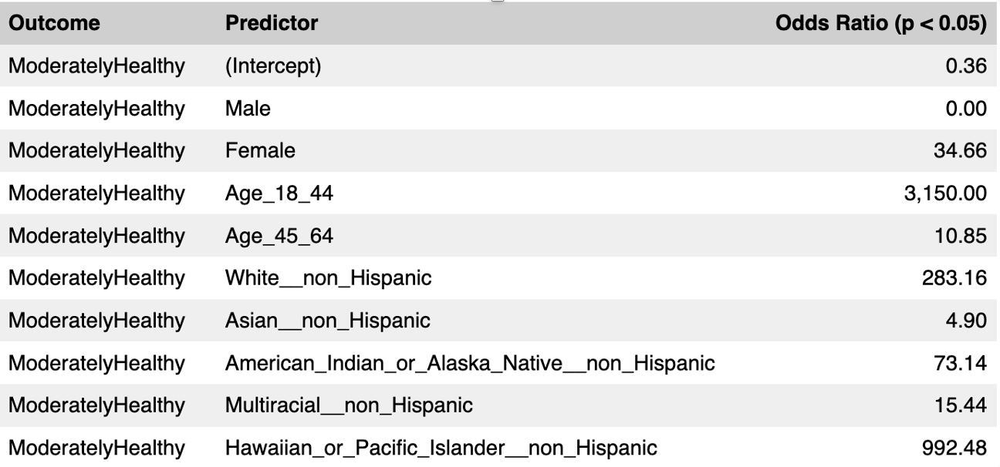 Outcome Predictor Odds Ratio (p < 0.05)
ModeratelyHealthy (Intercept) 0.36
ModeratelyHealthy Male 0.00
ModeratelyHealthy Female 34.66
ModeratelyHealthy Age_18_44 3,150.00
ModeratelyHealthy Age_45_64 10.85
ModeratelyHealthy White__non_Hispanic 283.16
ModeratelyHealthy Asian__non_Hispanic 4.90
ModeratelyHealthy American_Indian_or_Alaska_Native__non_Hispanic 73.14
ModeratelyHealthy Multiracial__non_Hispanic 15.44
ModeratelyHealthy Hawaiian_or_Pacific_Islander__non_Hispanic 992.48